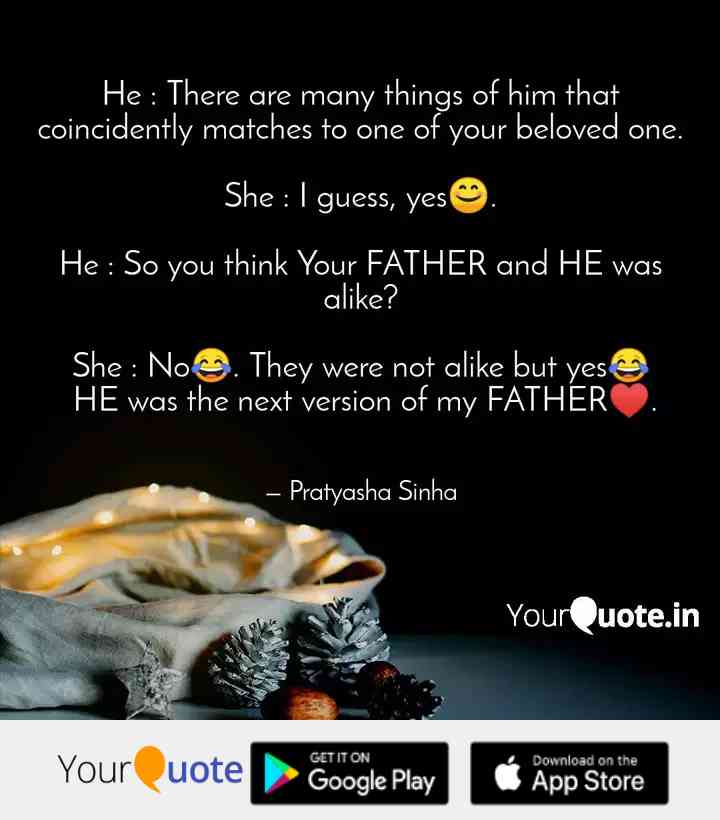 He : There are many things of him that
coincidently matches to one of your beloved one.
She : I guess, yes😊.
He : So you think Your FATHER and HE was
alike?
She : No😂. They were not alike but yes😂
HE was the next version of my FATHER❤️.
– Pratyasha Sinha
YourQuote.in
YourQuote
GET IT ON
Google Play
Download on the
App Store